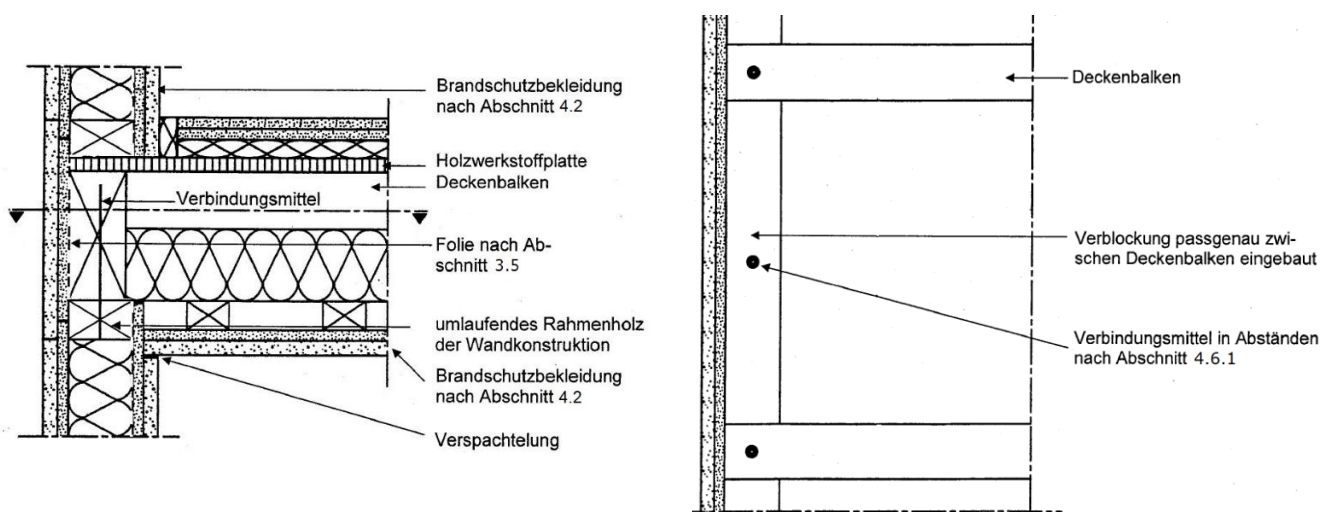 Brandschutzbekleidung
nach Abschnitt 4.2
Holzwerkstoffplatte
Deckenbalken
Verbindungsmittel
Folie nach Ab-
schnitt 3.5
umlaufendes Rahmenholz
der Wandkonstruktion
Brandschutzbekleidung
nach Abschnitt 4.2
Verspachtelung
Deckenbalken
Verblockung passgenau zwi-
schen Deckenbalken eingebaut
Verbindungsmittel in Abständen
nach Abschnitt 4.6.1